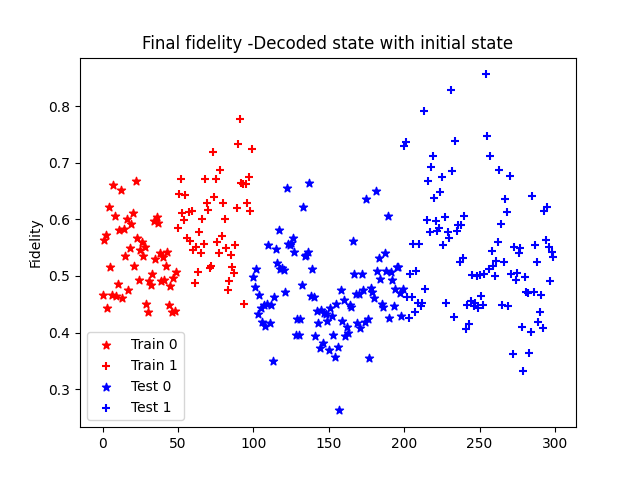 Final fidelity -Decoded state with initial state
Fidelity
0.8
0.7
0.6
0.5
0.4
0.3
Train 0
Train 1
Test 0
Test 1
0 50 100 150 200 250 300